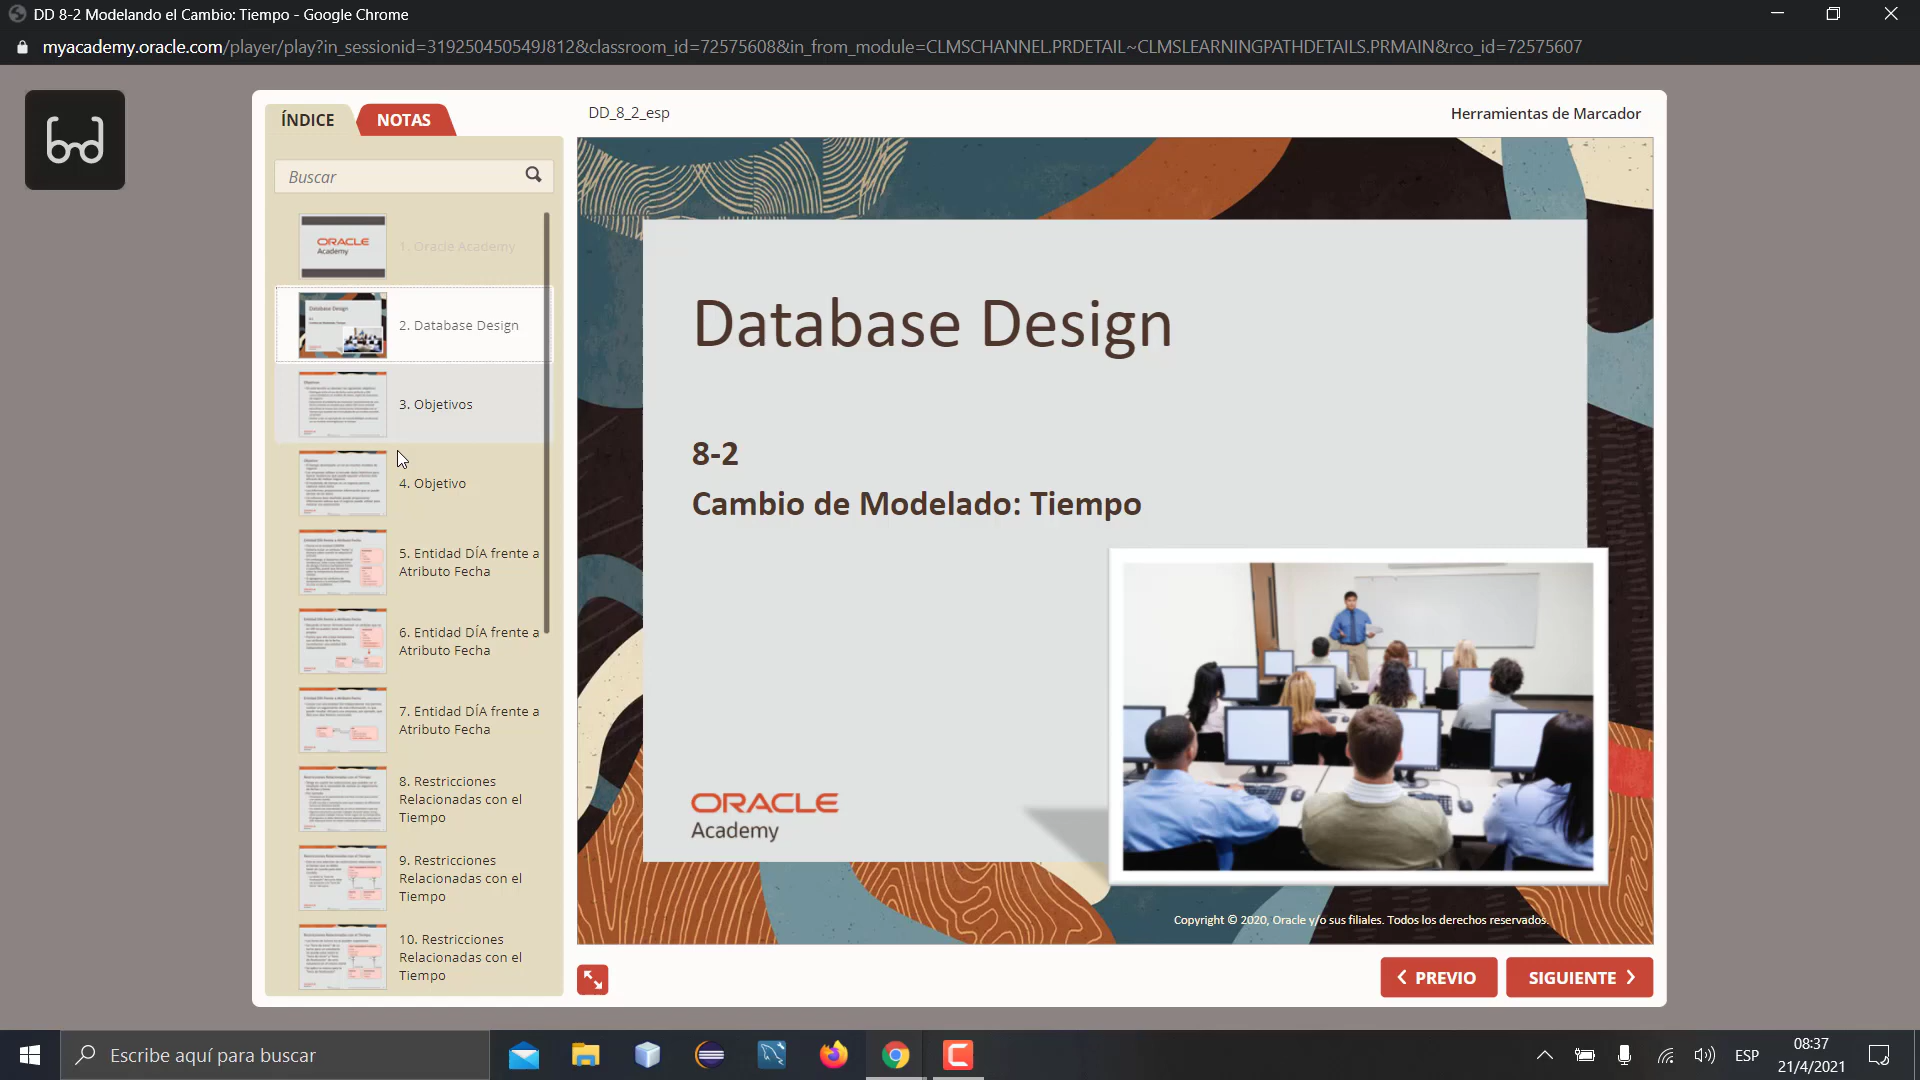 DD 8-2 Modelando el Cambio: Tiempo - Google Chrome
myacademy.oracle.com/player/play?in_sessionid=319250450549J812&classroom_id=72575608&in_from_module=CLMSCHANNEL.PRDETAIL~CLMSLEARNINGPATHDETAILS.PRMAIN&rco_id=72575607
ÍNDICE
NOTAS
DD_8_2_esp
Herramientas de Marcador
Buscar
ORACLE
Academy
1. Oracle Academy
Database Design
2. Database Design
3. Objetivos
4. Objetivo
5. Entidad DÍA frente a
Atributo Fecha
6. Entidad DÍA frente a
Atributo Fecha
7. Entidad DÍA frente a
Atributo Fecha
8. Restricciones
Relacionadas con el
Tiempo
9. Restricciones
Relacionadas con el
Tiempo
10. Restricciones
Relacionadas con el
Tiempo
Database Design
8-2
Cambio de Modelado: Tiempo
ORACLE
Academy
Copyright © 2020, Oracle y/o sus filiales. Todos los derechos reservados.
PREVIO
SIGUIENTE
Escribe aquí para buscar
ESP
08:37
21/4/2021